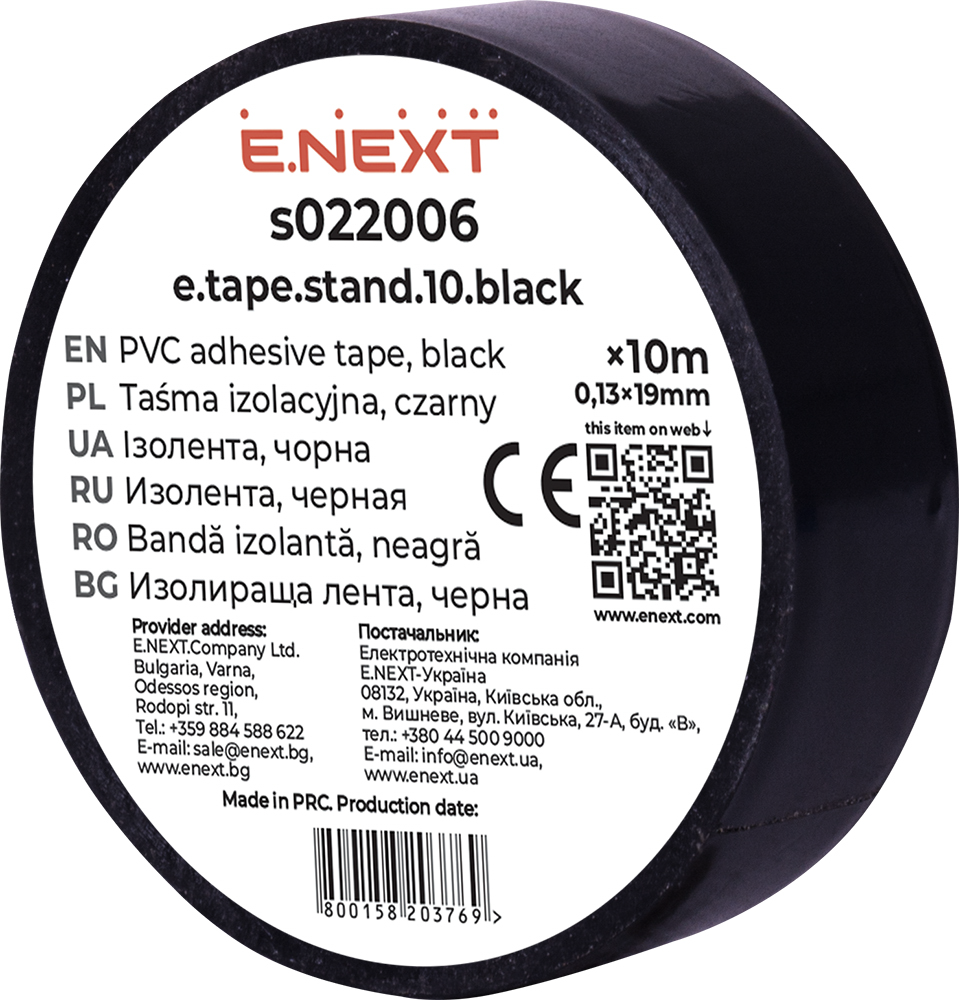 E.NEXT
s022006
e.tape.stand.10.black
EN PVC adhesive tape, black
×10m
PL Taśma izolacyjna, czarny
0,13×19mm
this item on web↓
UA Ізолента, чорна
CE
RU Изолента, черная
RO Bandă izolantă, neagră
BG Изолираща лента, черна
www.enext.com
Provider address:
E.NEXT.Company Ltd.
Bulgaria, Varna,
Odessos region,
Rodopi str. 11,
Tel.: +359 884 588 622
E-mail: sale@enext.bg,
www.enext.bg
Постачальник:
Електротехнічна компанія
E.NEXT-Україна
08132, Україна, Київська обл.,
м. Вишневе, вул. Київська, 27-А, буд. «В»,
тел.: +380 44 500 9000
E-mail: info@enext.ua,
www.enext.ua
Made in PRC. Production date:
800158 203769 >